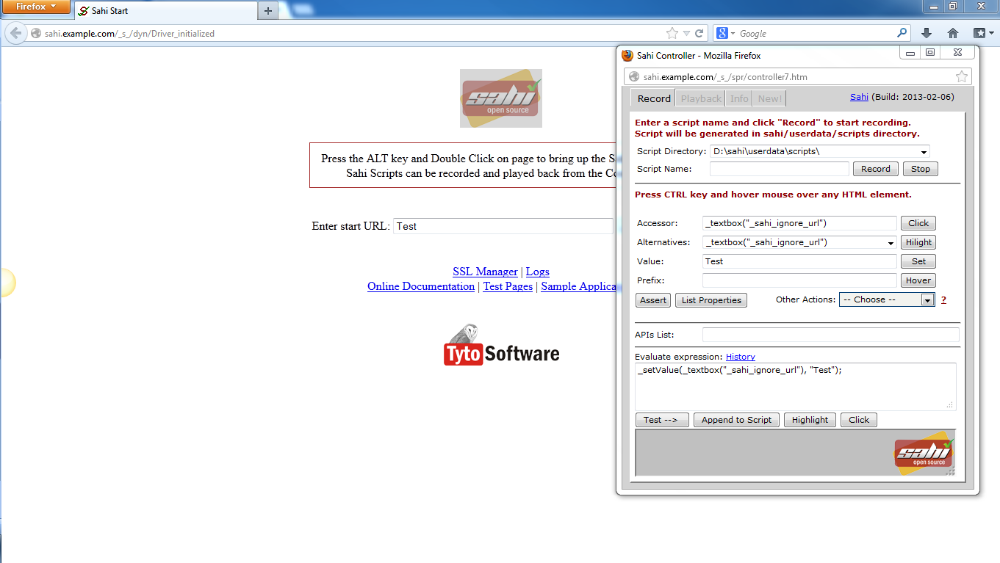 Firefox
Sahi Start
sahi.example.com/_s_/dyn/Driver_initialized
Google
sahi
open source
Press the ALT key and Double Click on page to bring up the S
Sahi Scripts can be recorded and played back from the Co
Enter start URL: Test
SSL Manager | Logs
Online Documentation | Test Pages | Sample Applica
Tyto Software
Sahi Controller - Mozilla Firefox
sahi.example.com/_s_/spr/controller7.htm
Record Playback Info New! Sahi (Build: 2013-02-06)
Enter a script name and click "Record" to start recording.
Script will be generated in sahi/userdata/scripts directory.
Script Directory: D:\sahi\userdata\scripts\
Script Name: Record Stop
Press CTRL key and hover mouse over any HTML element.
Accessor: _textbox("_sahi_ignore_url") Click
Alternatives: _textbox("_sahi_ignore_url") Hilight
Value: Test Set
Prefix: Hover
Assert List Properties Other Actions: -- Choose -- ?
APIs List:
Evaluate expression: History
_setValue(_textbox("_sahi_ignore_url"), "Test");
Test --> Append to Script Highlight Click
sahi
open source